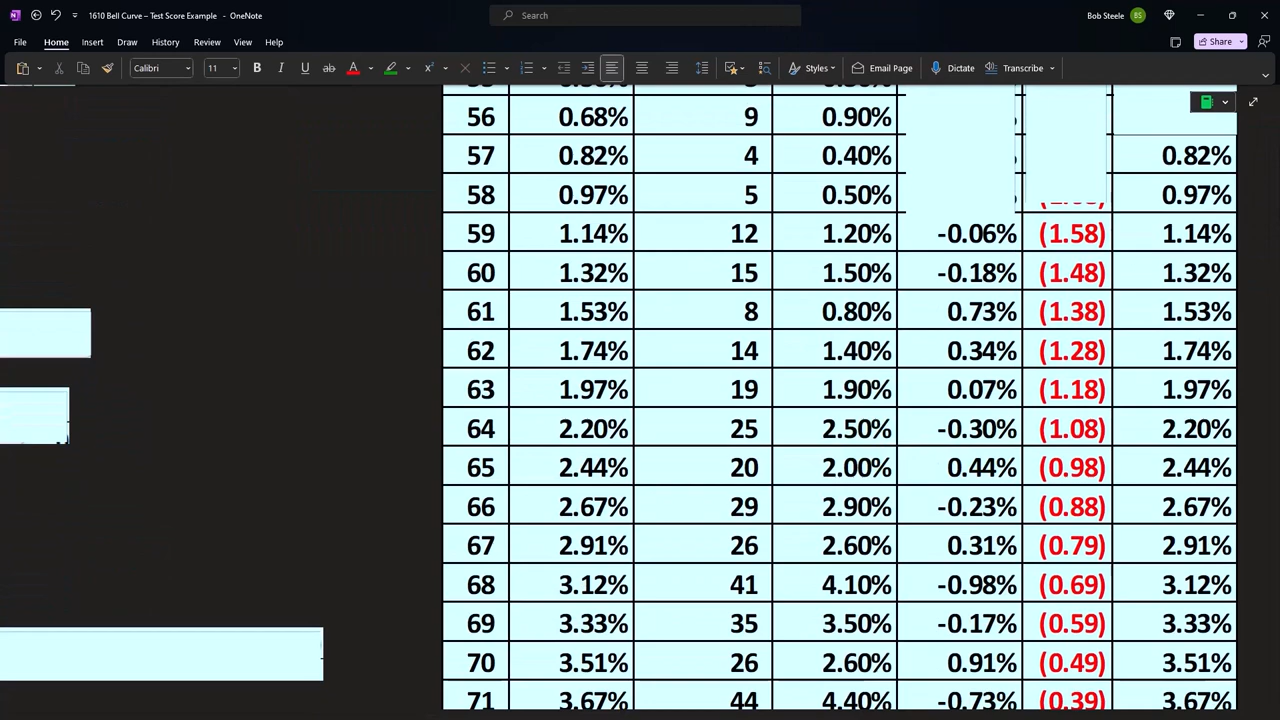 1610 Bell Curve – Test Score Example - OneNote
Search
Bob Steele BS
File Home Insert Draw History Review View Help
Share
Calibri 11 B I U ab A Styles Email Page Dictate Transcribe
56 0.68% 9 0.90%
57 0.82% 4 0.40% 0.82%
58 0.97% 5 0.50% 0.97%
59 1.14% 12 1.20% -0.06% (1.58) 1.14%
60 1.32% 15 1.50% -0.18% (1.48) 1.32%
61 1.53% 8 0.80% 0.73% (1.38) 1.53%
62 1.74% 14 1.40% 0.34% (1.28) 1.74%
63 1.97% 19 1.90% 0.07% (1.18) 1.97%
64 2.20% 25 2.50% -0.30% (1.08) 2.20%
65 2.44% 20 2.00% 0.44% (0.98) 2.44%
66 2.67% 29 2.90% -0.23% (0.88) 2.67%
67 2.91% 26 2.60% 0.31% (0.79) 2.91%
68 3.12% 41 4.10% -0.98% (0.69) 3.12%
69 3.33% 35 3.50% -0.17% (0.59) 3.33%
70 3.51% 26 2.60% 0.91% (0.49) 3.51%
71 3.67% 44 4.40% -0.73% (0.39) 3.67%